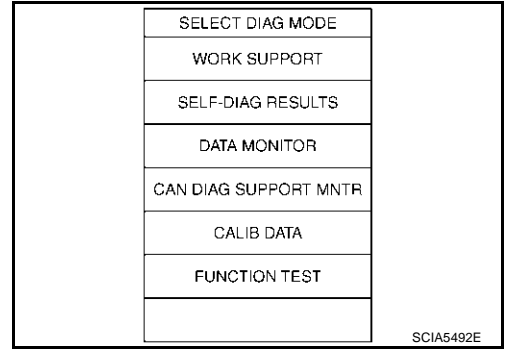 SELECT DIAG MODE
WORK SUPPORT
SELF-DIAG RESULTS
DATA MONITOR
CAN DIAG SUPPORT MNTR
CALIB DATA
FUNCTION TEST
SCIA5492E